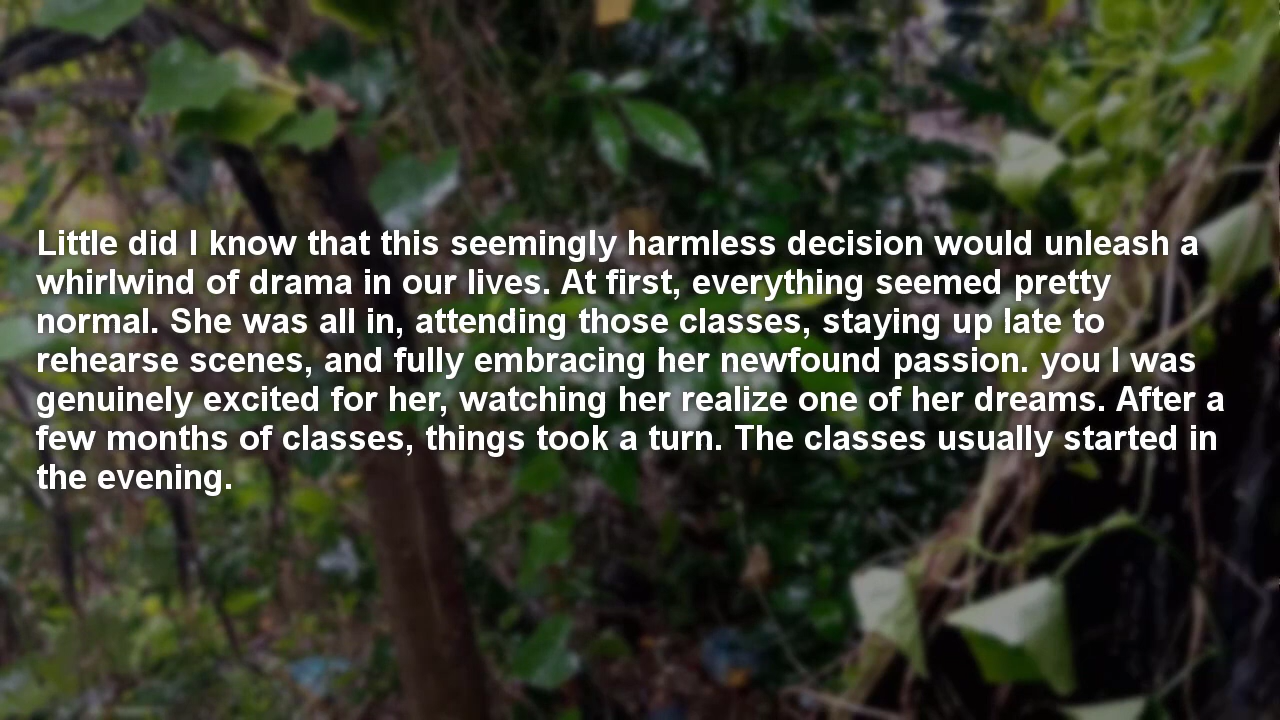 Little did I know that this seemingly harmless decision would unleash a
whirlwind of drama in our lives. At first, everything seemed pretty
normal. She was all in, attending those classes, staying up late to
rehearse scenes, and fully embracing her newfound passion. you I was
genuinely excited for her, watching her realize one of her dreams. After a
few months of classes, things took a turn. The classes usually started in
the evening.